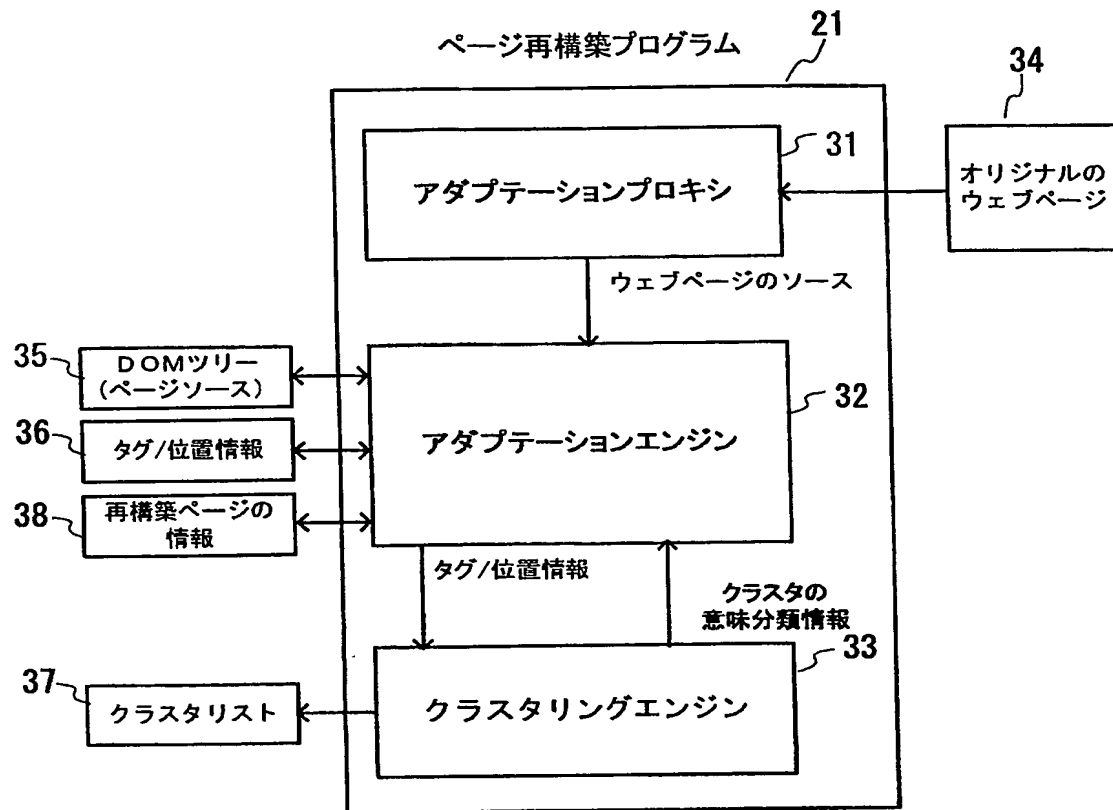 ページ再構築プログラム
21
34
31
アダプテーションプロキシ
オリジナルの
ウェブページ
ウェブページのソース
35
DOMツリー
(ページソース)
32
36
タグ/位置情報
アダプテーションエンジン
38
再構築ページの
情報
タグ/位置情報
クラスタの
意味分類情報
33
37
クラスタリスト
クラスタリングエンジン